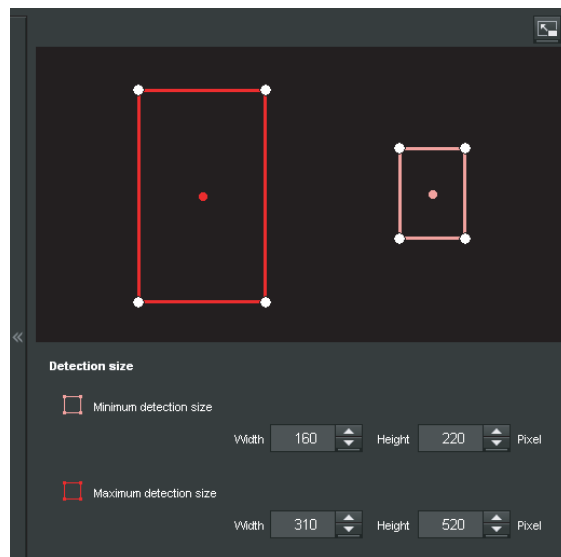 «
Detection size
Minimum detection size
Width 160 Height 220 Pixel
Maximum detection size
Width 310 Height 520 Pixel